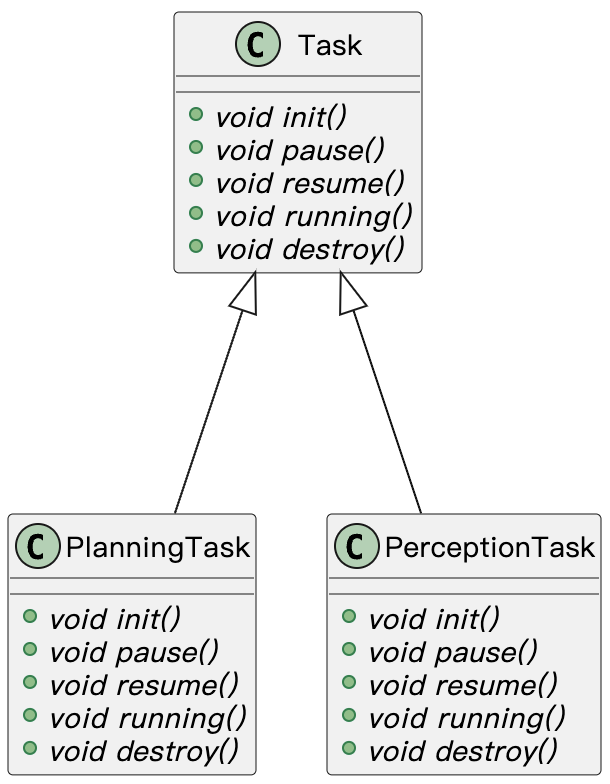 C Task
void init()
void pause()
void resume()
void running()
void destroy()
C PlanningTask
void init()
void pause()
void resume()
void running()
void destroy()
C PerceptionTask
void init()
void pause()
void resume()
void running()
void destroy()